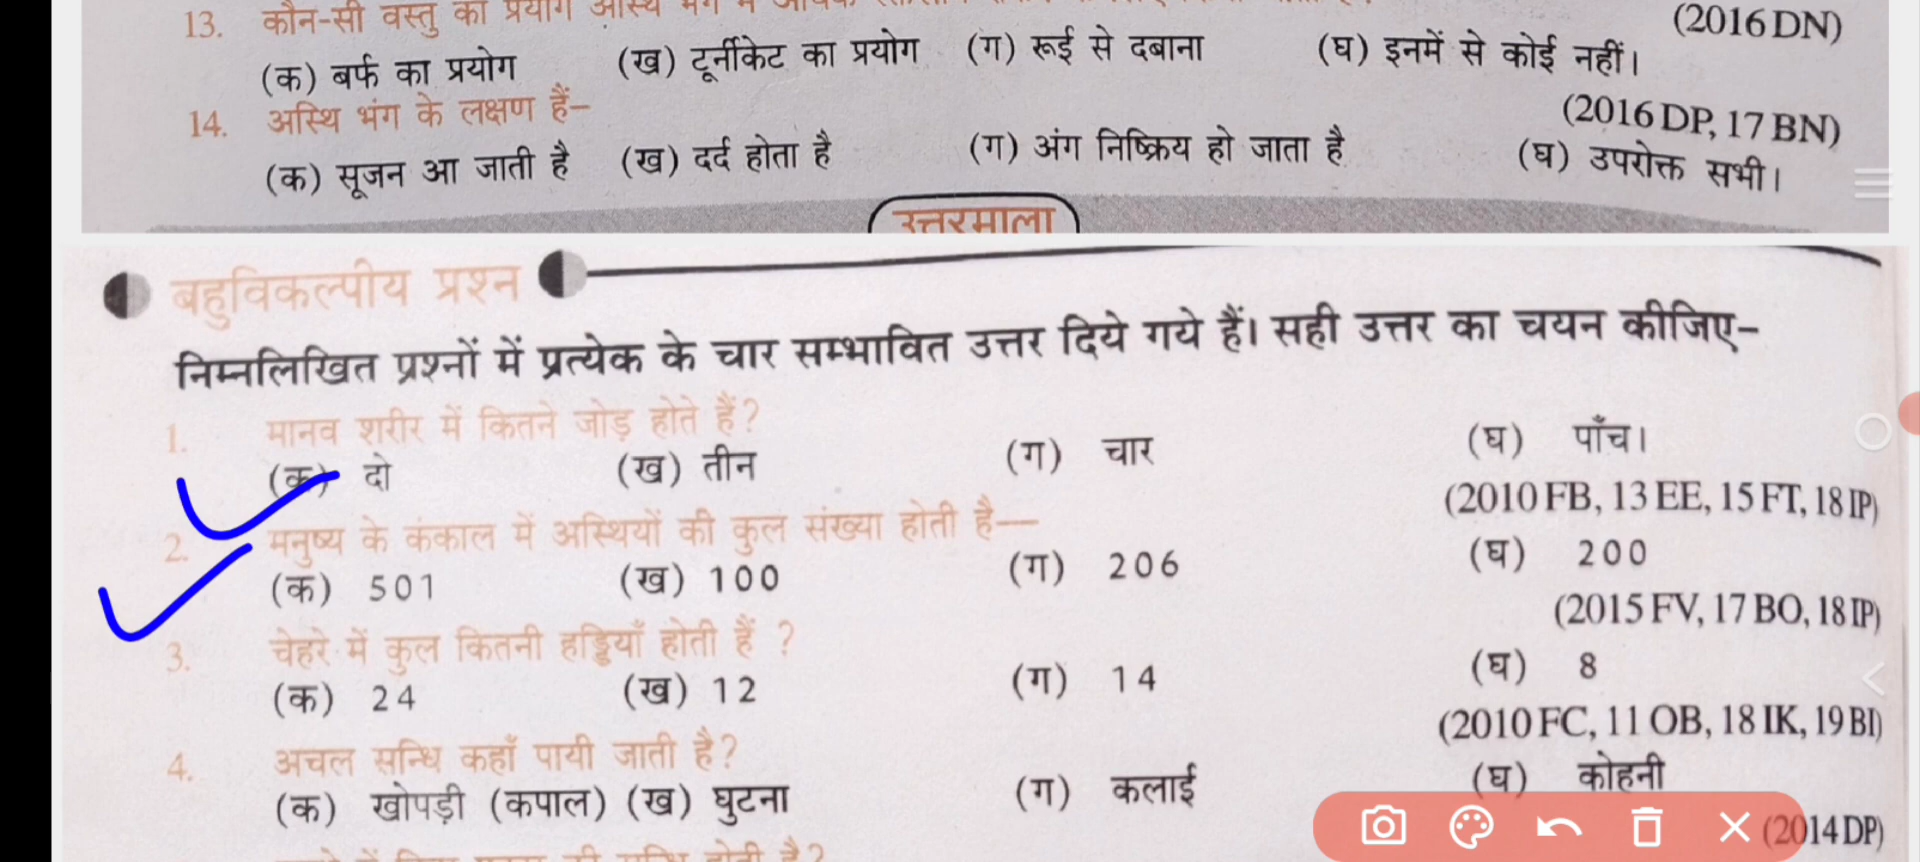 13. कौन-सी वस्तु का प्रयोग अस्थि भंग में
(2016 DN)
(क) बर्फ का प्रयोग (ख) टूर्नीकेट का प्रयोग (ग) रूई से दबाना (घ) इनमें से कोई नहीं।
14. अस्थि भंग के लक्षण हैं–
(2016 DP, 17 BN)
(क) सूजन आ जाती है (ख) दर्द होता है (ग) अंग निष्क्रिय हो जाता है (घ) उपरोक्त सभी।
उत्तरमाला
बहुविकल्पीय प्रश्न
निम्नलिखित प्रश्नों में प्रत्येक के चार सम्भावित उत्तर दिये गये हैं। सही उत्तर का चयन कीजिए–
1. मानव शरीर में कितने जोड़ होते हैं?
(क) दो (ख) तीन (ग) चार (घ) पाँच।
(2010 FB, 13 EE, 15 FT, 18 IP)
2. मनुष्य के कंकाल में अस्थियों की कुल संख्या होती है—
(क) 501 (ख) 100 (ग) 206 (घ) 200
(2015 FV, 17 BO, 18 IP)
3. चेहरे में कुल कितनी हड्डियाँ होती हैं ?
(क) 24 (ख) 12 (ग) 14 (घ) 8
(2010 FC, 11 OB, 18 IK, 19 BI)
4. अचल सन्धि कहाँ पायी जाती है?
(क) खोपड़ी (कपाल) (ख) घुटना (ग) कलाई (घ) कोहनी
(2014 DP)